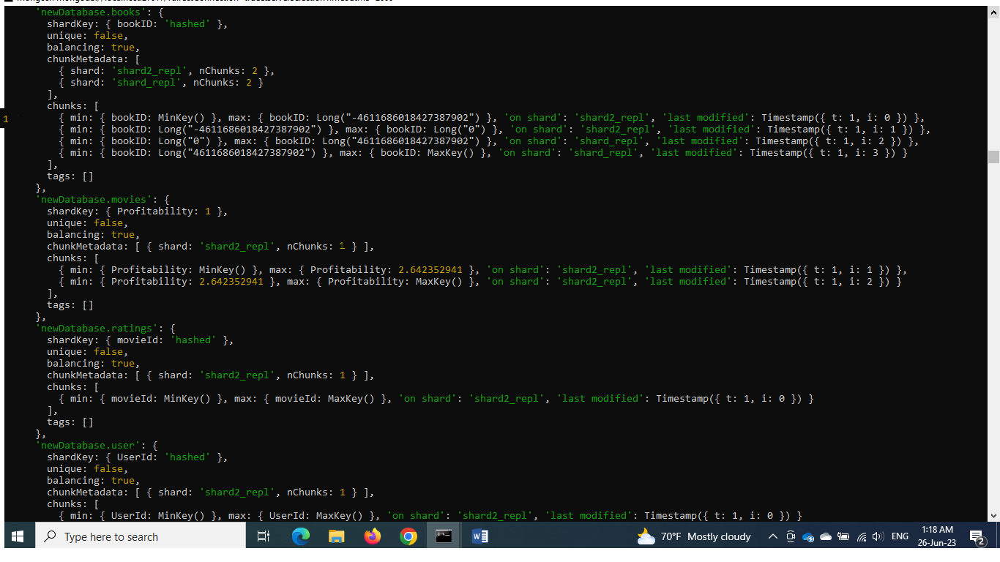 'newDatabase.books': {
shardKey: { bookID: 'hashed' },
unique: false,
balancing: true,
chunkMetadata: [
{ shard: 'shard2_repl', nChunks: 2 },
{ shard: 'shard_repl', nChunks: 2 }
],
chunks: [
1
{ min: { bookID: MinKey() }, max: { bookID: Long("-4611686018427387902") }, 'on shard': 'shard2_repl', 'last modified': Timestamp({ t: 1, i: 0 }) },
{ min: { bookID: Long("-4611686018427387902") }, max: { bookID: Long("0") }, 'on shard': 'shard2_repl', 'last modified': Timestamp({ t: 1, i: 1 }) },
{ min: { bookID: Long("0") }, max: { bookID: Long("4611686018427387902") }, 'on shard': 'shard_repl', 'last modified': Timestamp({ t: 1, i: 2 }) },
{ min: { bookID: Long("4611686018427387902") }, max: { bookID: MaxKey() }, 'on shard': 'shard_repl', 'last modified': Timestamp({ t: 1, i: 3 }) }
],
tags: []
},
'newDatabase.movies': {
shardKey: { Profitability: 1 },
unique: false,
balancing: true,
chunkMetadata: [ { shard: 'shard2_repl', nChunks: 1 } ],
chunks: [
{ min: { Profitability: MinKey() }, max: { Profitability: 2.642352941 }, 'on shard': 'shard2_repl', 'last modified': Timestamp({ t: 1, i: 1 }) },
{ min: { Profitability: 2.642352941 }, max: { Profitability: MaxKey() }, 'on shard': 'shard2_repl', 'last modified': Timestamp({ t: 1, i: 2 }) }
],
tags: []
},
'newDatabase.ratings': {
shardKey: { movieId: 'hashed' },
unique: false,
balancing: true,
chunkMetadata: [ { shard: 'shard2_repl', nChunks: 1 } ],
chunks: [
{ min: { movieId: MinKey() }, max: { movieId: MaxKey() }, 'on shard': 'shard2_repl', 'last modified': Timestamp({ t: 1, i: 0 }) }
],
tags: []
},
'newDatabase.user': {
shardKey: { UserId: 'hashed' },
unique: false,
balancing: true,
chunkMetadata: [ { shard: 'shard2_repl', nChunks: 1 } ],
chunks: [
{ min: { UserId: MinKey() }, max: { UserId: MaxKey() }, 'on shard': 'shard2_repl', 'last modified': Timestamp({ t: 1, i: 0 }) }
Type here to search
70°F Mostly cloudy
ENG
1:18 AM
26-Jun-23
2